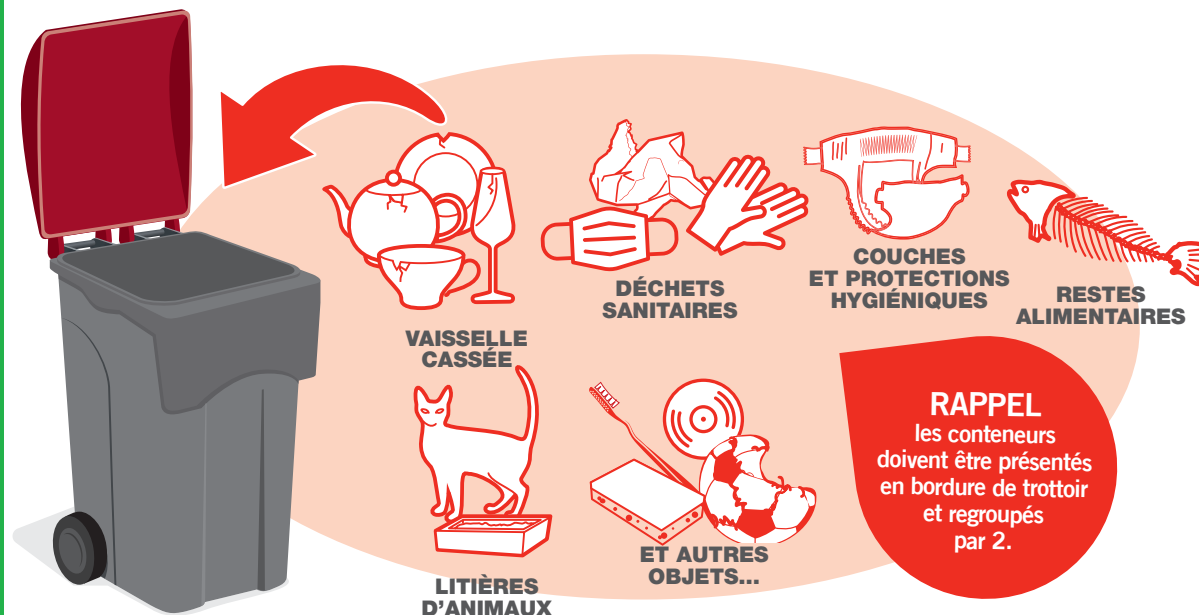 VAISSELLE
CASSÉE
DÉCHETS
SANITAIRES
COUCHES
ET PROTECTIONS
HYGIÉNIQUES
RESTES
ALIMENTAIRES
LITIÈRES
D'ANIMAUX
ET AUTRES
OBJETS...
RAPPEL
les conteneurs
doivent être présentés
en bordure de trottoir
et regroupés
par 2.